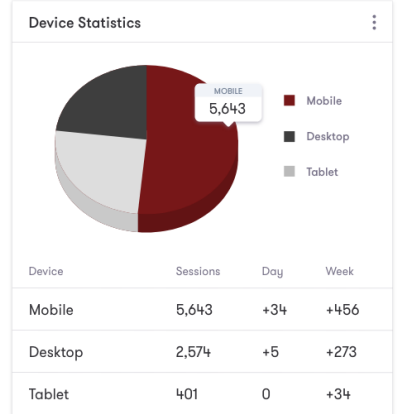 Device Statistics
MOBILE
5,643
Mobile
Desktop
Tablet
Device Sessions Day Week
Mobile 5,643 +34 +456
Desktop 2,574 +5 +273
Tablet 401 0 +34